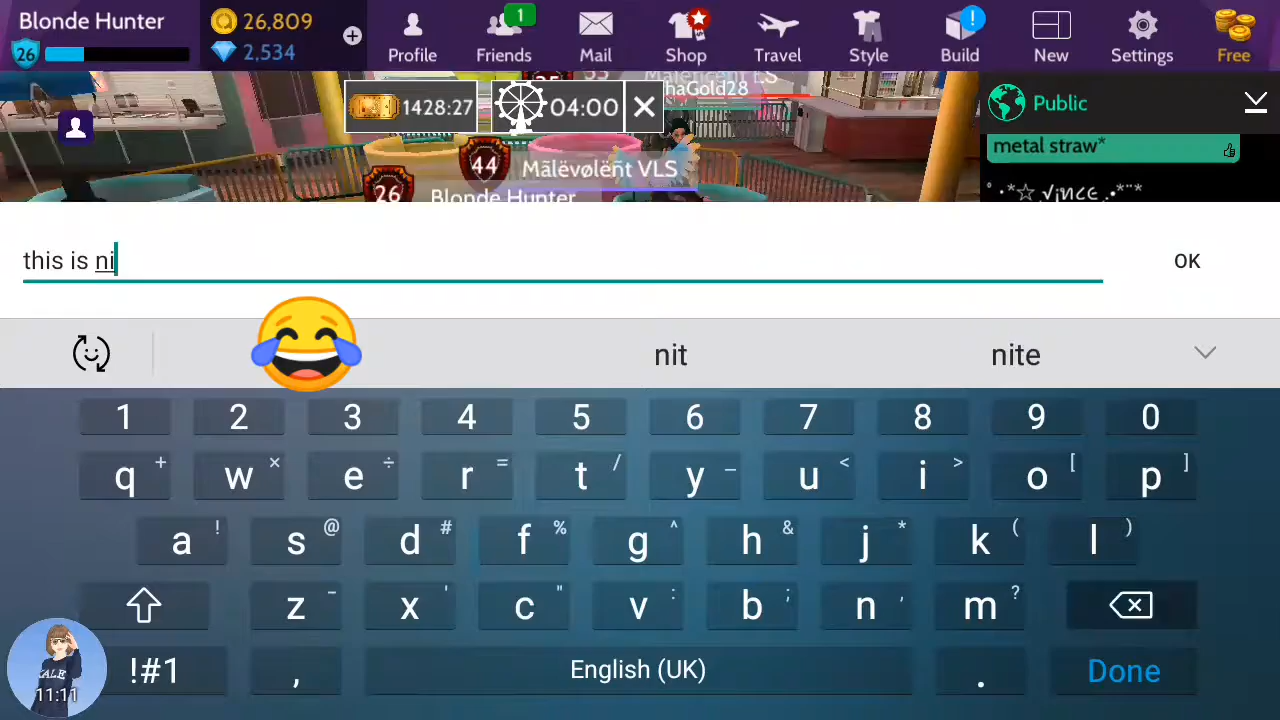 Blonde Hunter
26
26,809
2,534
1
!
Profile
Friends
Mail
Shop
Travel
Style
Build
New
Settings
Free
haGold28
1428:27
04:00
Public
metal straw*
44
Mãlëvølëñt VLS
26
Blonde Hunter
this is ni
OK
nit
nite
1 2 3 4 5 6 7 8 9 0
q + w × e ÷ r = t / y _ u < i > o [ p ]
a ! s @ d # f % g ^ h & j * k ( l )
z - x ' c " v : b ; n , m ?
!#1 , English (UK) . Done
11:11